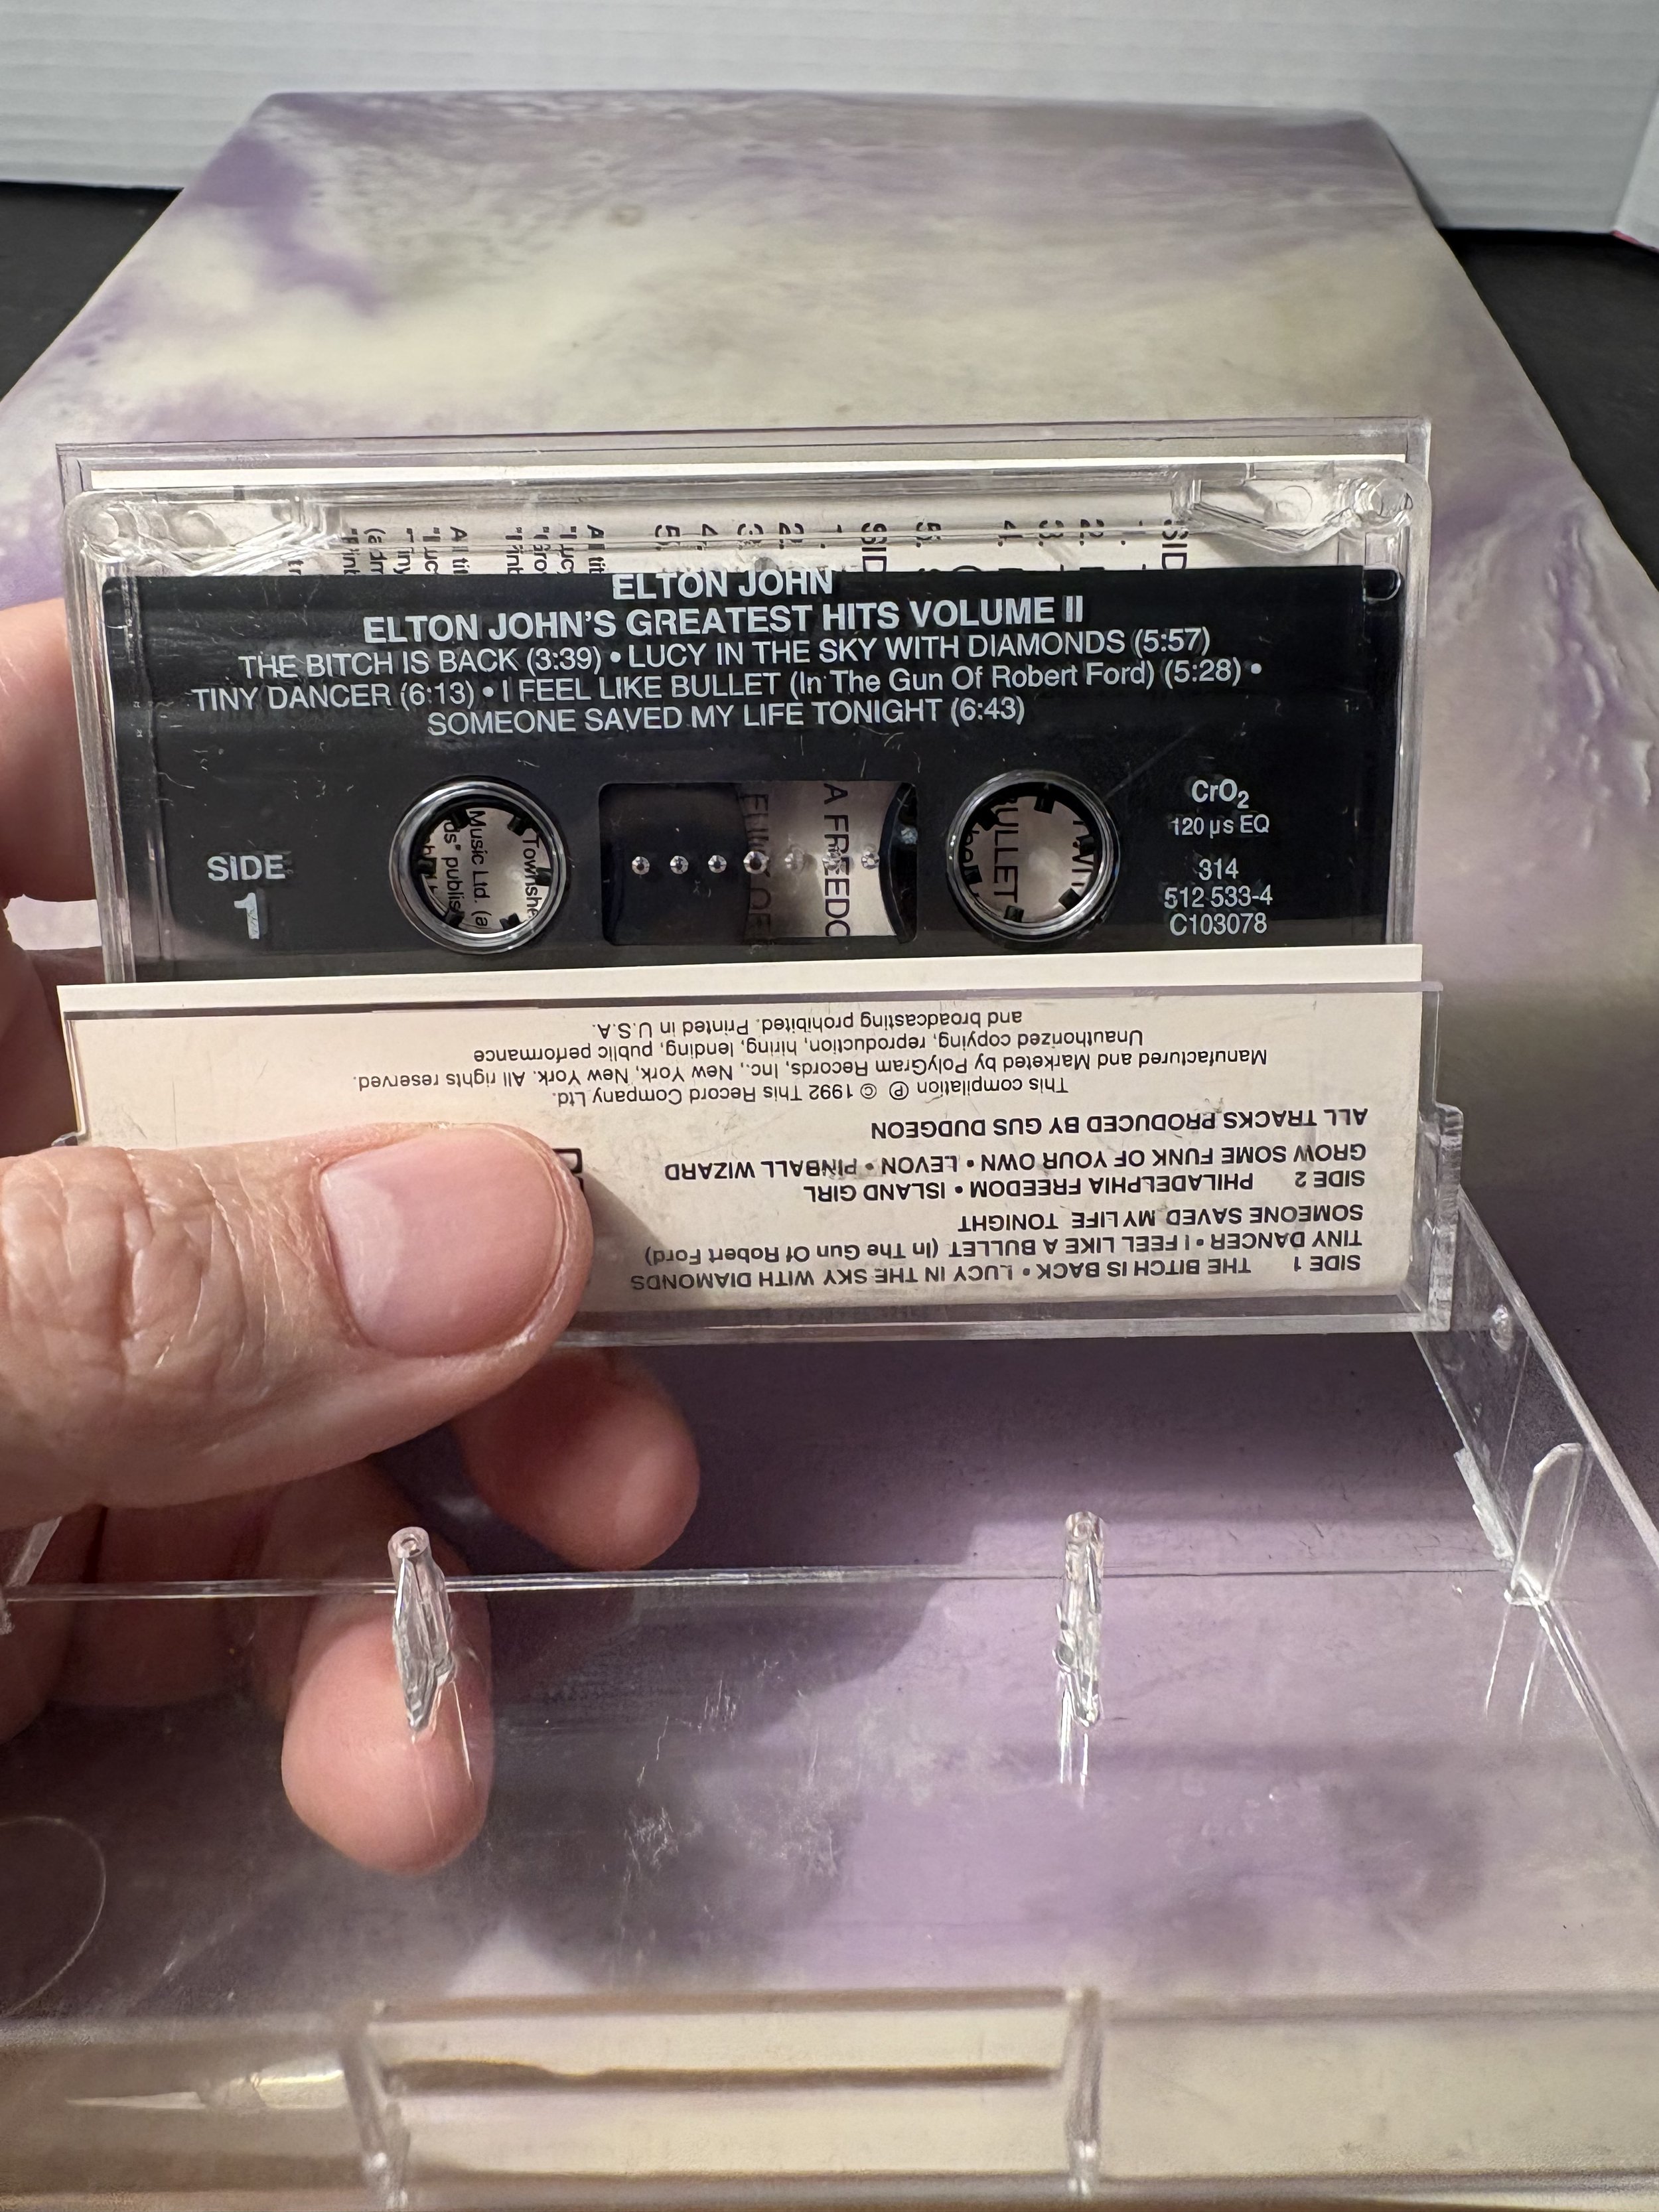 ELTON JOHN
ELTON JOHN'S GREATEST HITS VOLUME II
THE BITCH IS BACK (3:39) • LUCY IN THE SKY WITH DIAMONDS (5:57)
TINY DANCER (6:13) • I FEEL LIKE BULLET (In The Gun Of Robert Ford) (5:28) •
SOMEONE SAVED MY LIFE TONIGHT (6:43)
SIDE
1
CrO2
120 µs EQ
314
512 533-4
C103078
Music Ltd. (a
A FREEDO
BULLET
SIDE 1 THE BITCH IS BACK • LUCY IN THE SKY WITH DIAMONDS
TINY DANCER • I FEEL LIKE A BULLET (In The Gun Of Robert Ford)
SOMEONE SAVED MY LIFE TONIGHT
SIDE 2 PHILADELPHIA FREEDOM • ISLAND GIRL
GROW SOME FUNK OF YOUR OWN • LEVON • PINBALL WIZARD
ALL TRACKS PRODUCED BY GUS DUDGEON
This compilation ℗ © 1992 This Record Company Ltd.
Manufactured and Marketed by PolyGram Records, Inc., New York, New York. All rights reserved.
Unauthorized copying, reproduction, hiring, lending, public performance
and broadcasting prohibited. Printed in U.S.A.